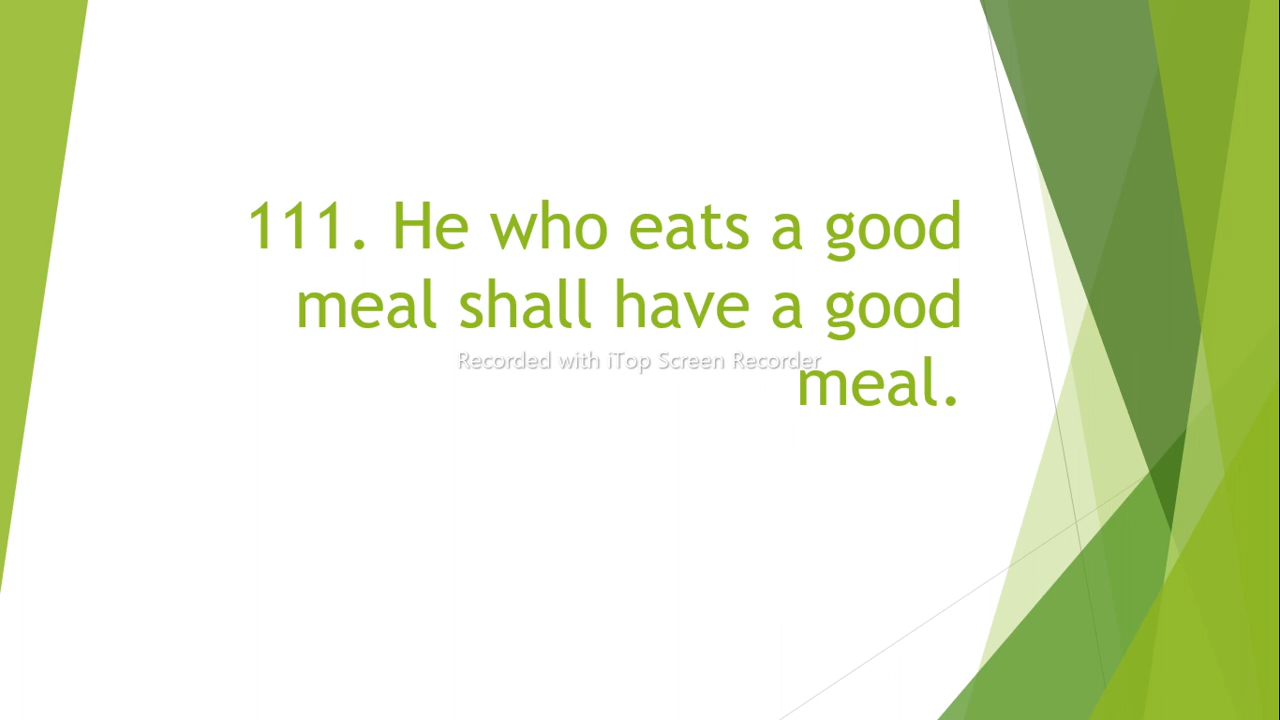 111. He who eats a good
meal shall have a good
Recorded with iTop Screen Recorder
meal.